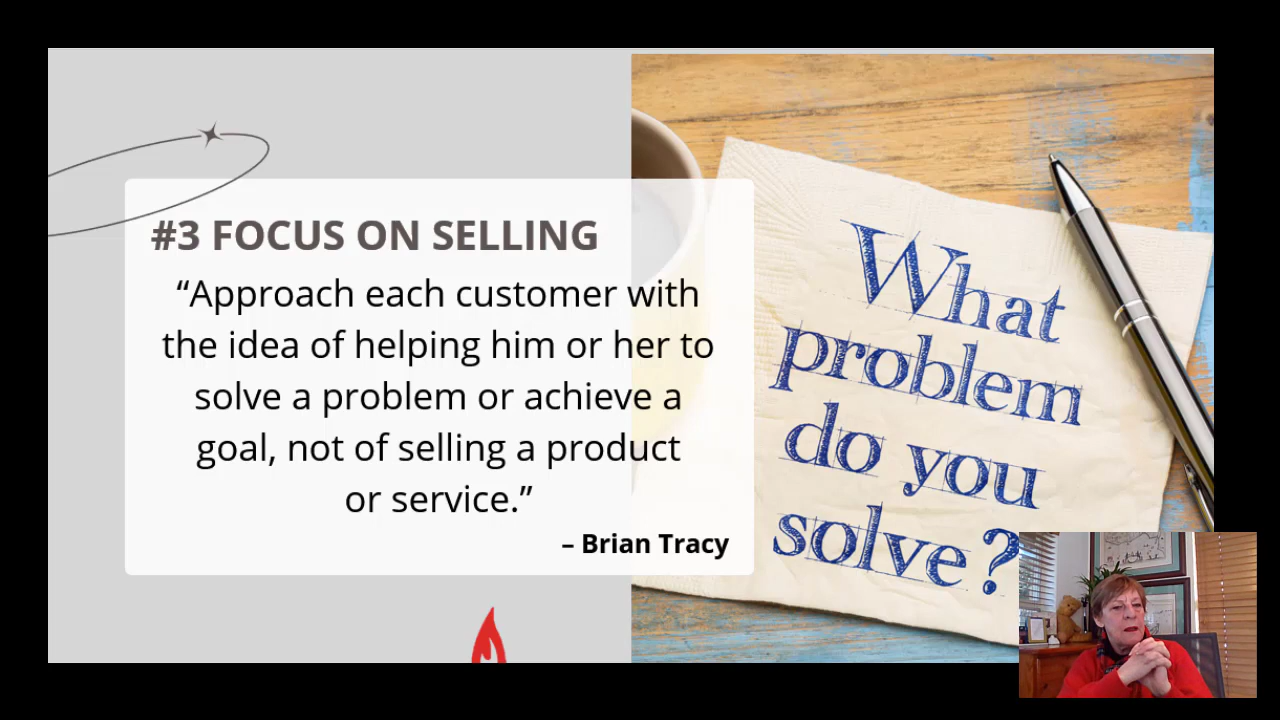 #3 FOCUS ON SELLING
“Approach each customer with
the idea of helping him or her to
solve a problem or achieve a
goal, not of selling a product
or service.”
– Brian Tracy
What
problem
do you
solve?